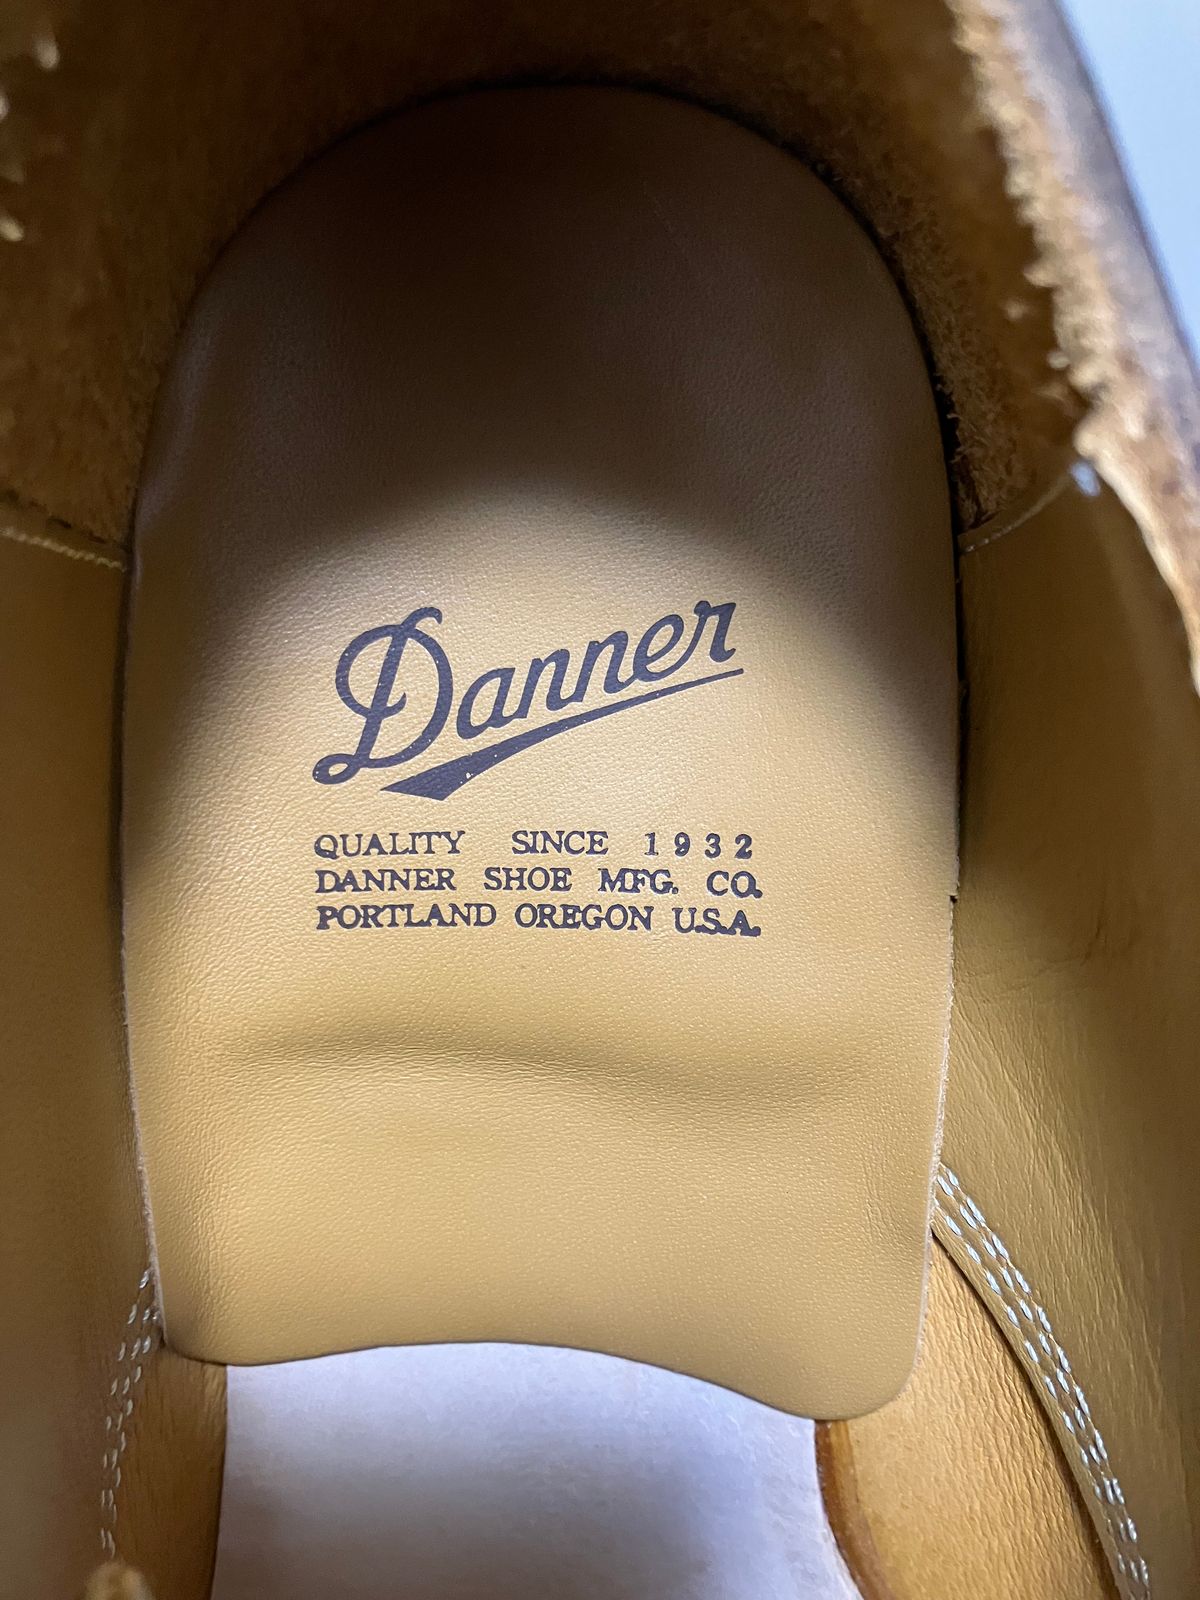 Danner
QUALITY SINCE 1932
DANNER SHOE MFG. CO.
PORTLAND OREGON U.S.A.